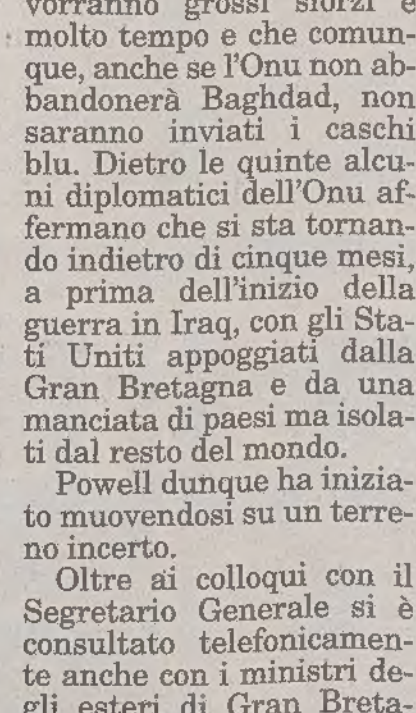 vorranno grossi sforzi e
molto tempo e che comun-
que, anche se l'Onu non ab-
bandonerà Baghdad, non
saranno inviati i caschi
blu. Dietro le quinte alcu-
ni diplomatici dell'Onu af-
fermano che si sta tornan-
do indietro di cinque mesi,
a prima dell'inizio della
guerra in Iraq, con gli Sta-
ti Uniti appoggiati dalla
Gran Bretagna e da una
manciata di paesi ma isola-
ti dal resto del mondo.
Powell dunque ha inizia-
to muovendosi su un terre-
no incerto.
Oltre ai colloqui con il
Segretario Generale si è
consultato telefonicamen-
te anche con i ministri de-
gli esteri di Gran Breta-